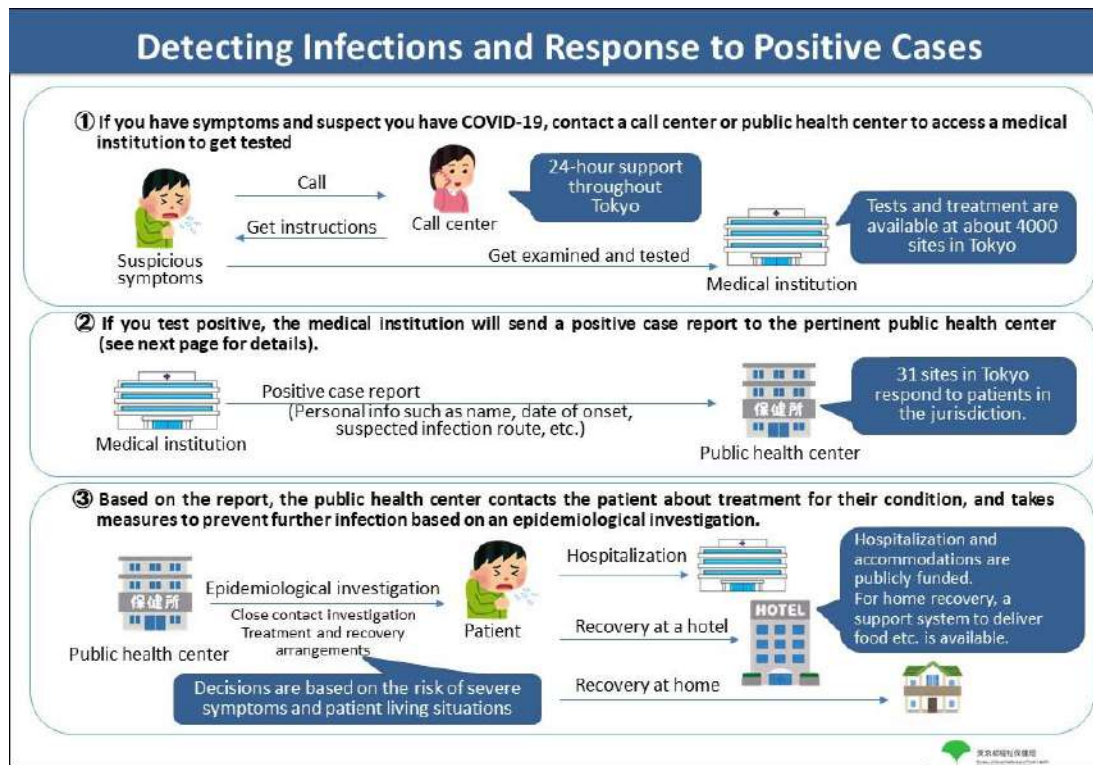 Detecting Infections and Response to Positive Cases
① If you have symptoms and suspect you have COVID-19, contact a call center or public health center to access a medical
institution to get tested
Call
24-hour support
throughout
Tokyo
Get instructions
Call center
Suspicious
symptoms
Get examined and tested
Medical institution
Tests and treatment are
available at about 4000
sites in Tokyo
② If you test positive, the medical institution will send a positive case report to the pertinent public health center
(see next page for details).
Medical institution
Positive case report
(Personal info such as name, date of onset,
suspected infection route, etc.)
保健所
Public health center
31 sites in Tokyo
respond to patients in
the jurisdiction.
③ Based on the report, the public health center contacts the patient about treatment for their condition, and takes
measures to prevent further infection based on an epidemiological investigation.
保健所
Public health center
Epidemiological investigation
Close contact investigation
Treatment and recovery
arrangements
Patient
Decisions are based on the risk of severe
symptoms and patient living situations
Hospitalization
Recovery at a hotel
HOTEL
Recovery at home
Hospitalization and
accommodations are
publicly funded.
For home recovery, a
support system to deliver
food etc. is available.
東京都福祉保健局